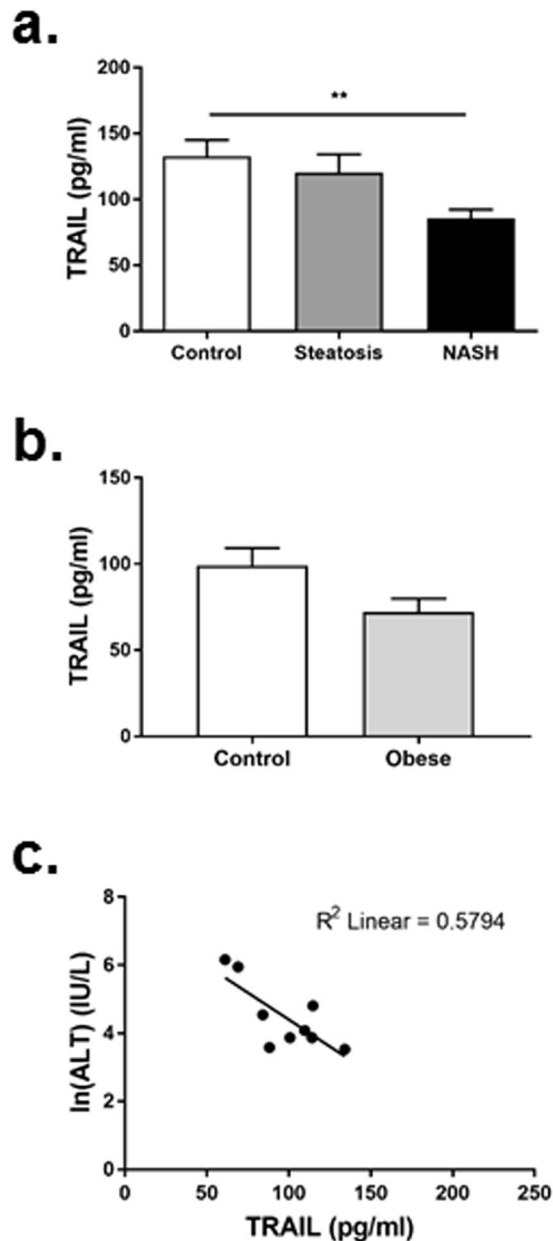 a.
200
**
150
100
50
0
TRAIL (pg/ml)
Control Steatosis NASH
b.
150
100
50
0
TRAIL (pg/ml)
Control Obese
c.
8
R² Linear = 0.5794
6
4
2
0
ln(ALT) (IU/L)
0 50 100 150 200 250
TRAIL (pg/ml)